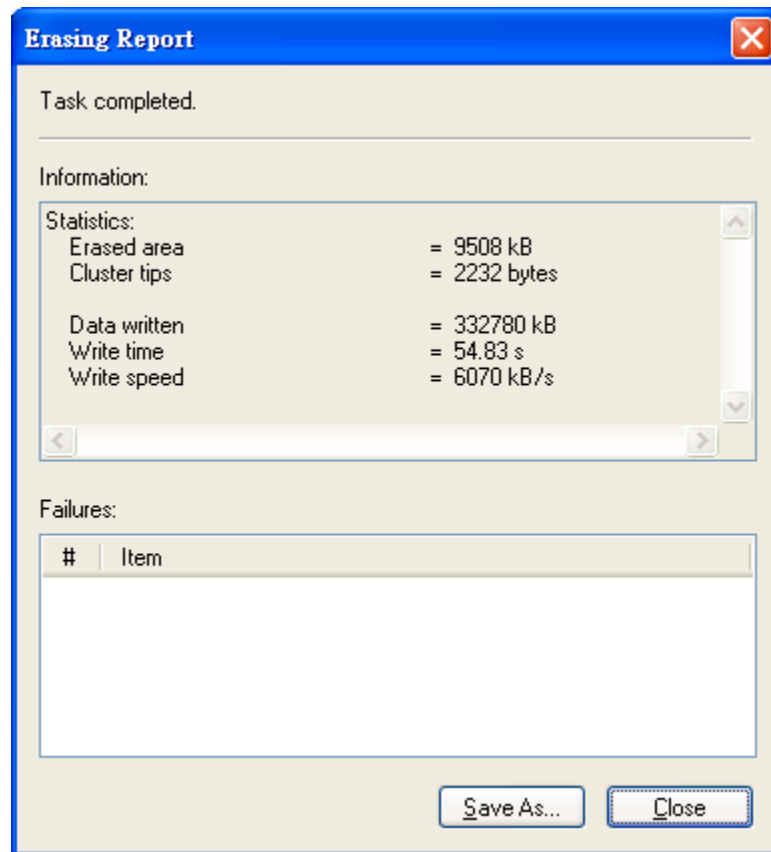 Erasing Report
Task completed.
Information:
Statistics:
Erased area = 9508 kB
Cluster tips = 2232 bytes
Data written = 332780 kB
Write time = 54.83 s
Write speed = 6070 kB/s
Failures:
# Item
Save As... Close